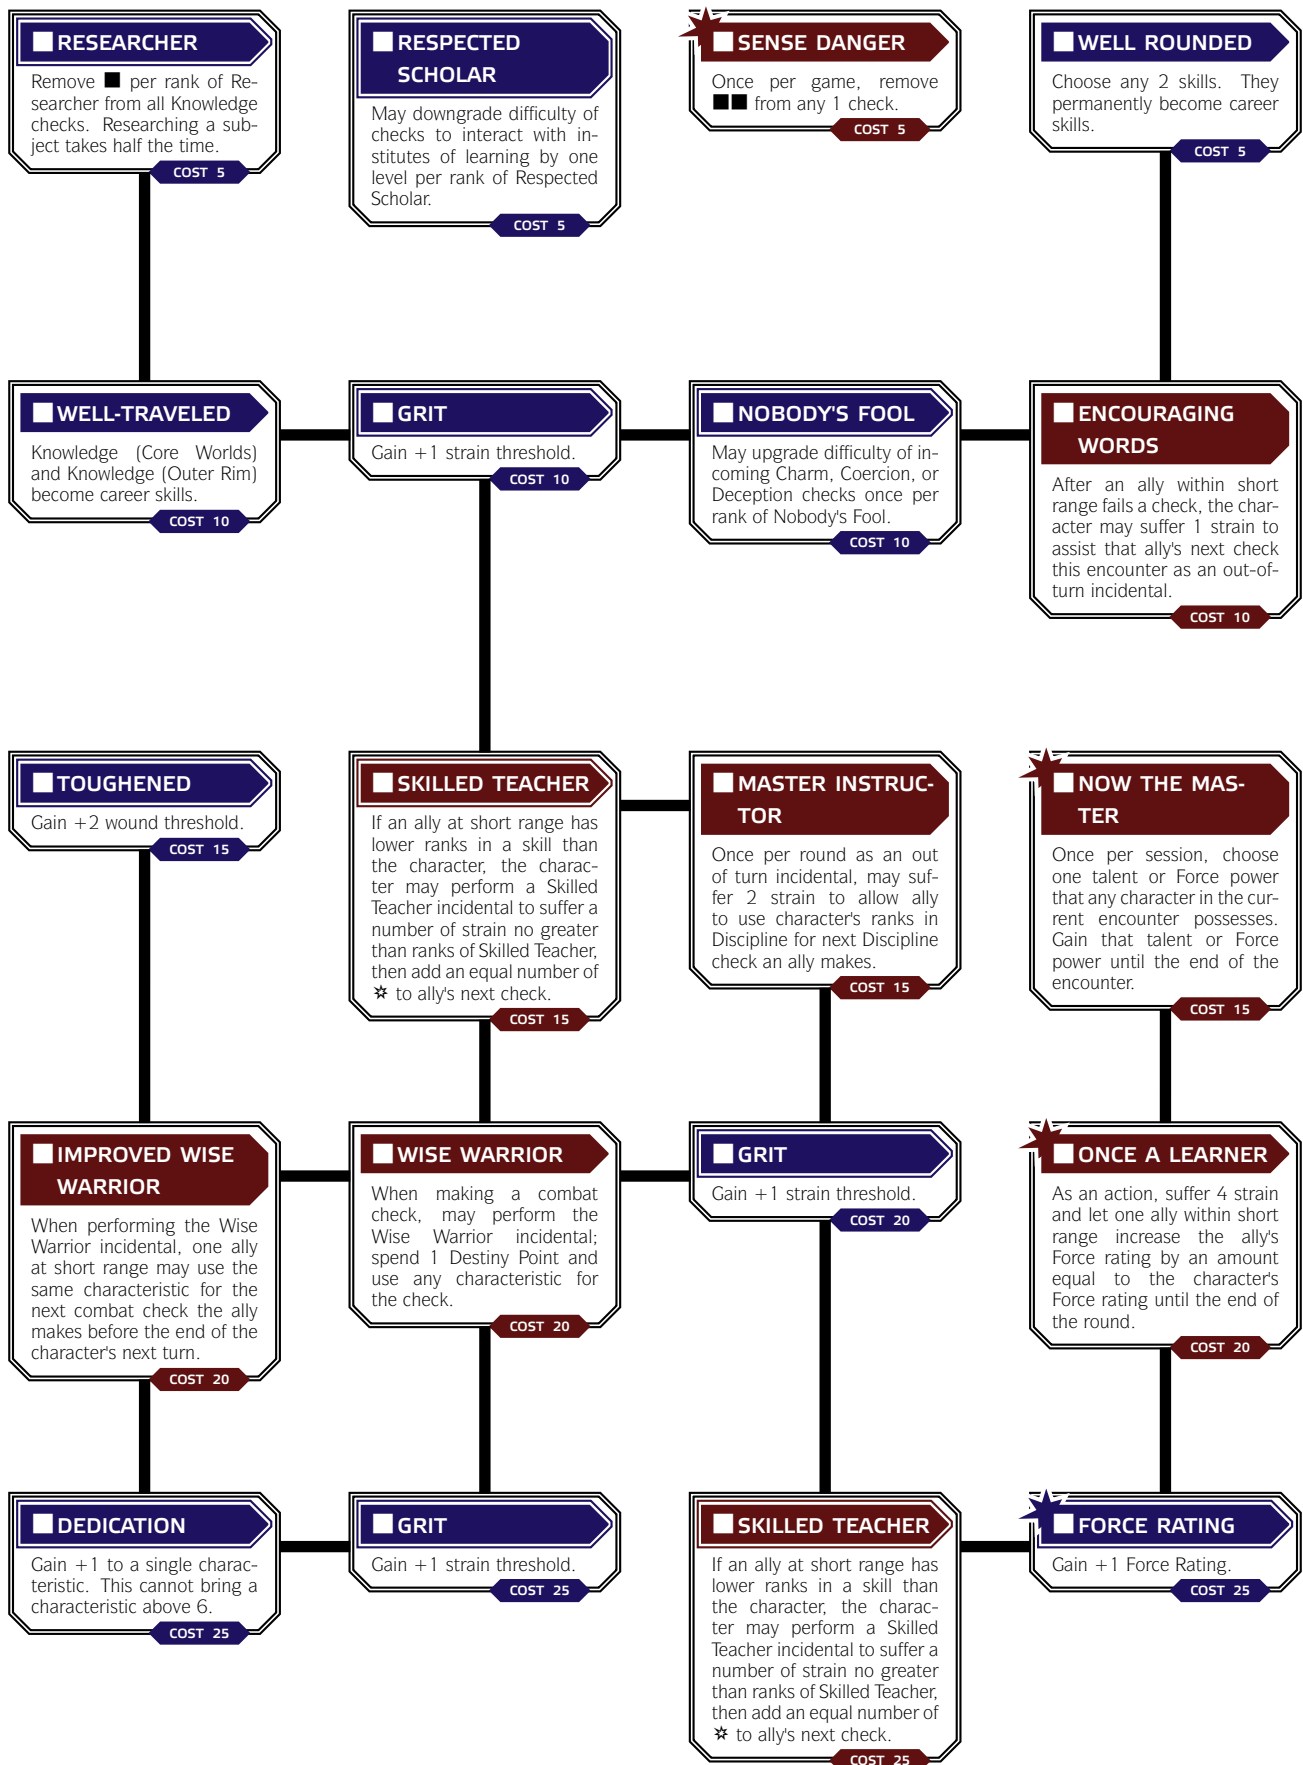 RESEARCHER
Remove ■ per rank of Re-
searcher from all Knowledge
checks. Researching a sub-
ject takes half the time.
COST 5
RESPECTED
SCHOLAR
May downgrade difficulty of
checks to interact with in-
stitutes of learning by one
level per rank of Respected
Scholar.
COST 5
SENSE DANGER
Once per game, remove
■■ from any 1 check.
COST 5
WELL ROUNDED
Choose any 2 skills. They
permanently become career
skills.
COST 5
WELL-TRAVELED
Knowledge (Core Worlds)
and Knowledge (Outer Rim)
become career skills.
COST 10
GRIT
Gain +1 strain threshold.
COST 10
NOBODY'S FOOL
May upgrade difficulty of in-
coming Charm, Coercion, or
Deception checks once per
rank of Nobody's Fool.
COST 10
ENCOURAGING
WORDS
After an ally within short
range fails a check, the char-
acter may suffer 1 strain to
assist that ally's next check
this encounter as an out-of-
turn incidental.
COST 10
TOUGHENED
Gain +2 wound threshold.
COST 15
SKILLED TEACHER
If an ally at short range has
lower ranks in a skill than
the character, the charac-
ter may perform a Skilled
Teacher incidental to suffer a
number of strain no greater
than ranks of Skilled Teacher,
then add an equal number of
to ally's next check.
COST 15
MASTER INSTRUC-
TOR
Once per round as an out
of turn incidental, may suf-
fer 2 strain to allow ally
to use character's ranks in
Discipline for next Discipline
check an ally makes.
COST 15
NOW THE MAS-
TER
Once per session, choose
one talent or Force power
that any character in the cur-
rent encounter possesses.
Gain that talent or Force
power until the end of the
encounter.
COST 15
IMPROVED WISE
WARRIOR
When performing the Wise
Warrior incidental, one ally
at short range may use the
same characteristic for the
next combat check the ally
makes before the end of the
character's next turn.
COST 20
WISE WARRIOR
When making a combat
check, may perform the
Wise Warrior incidental;
spend 1 Destiny Point and
use any characteristic for
the check.
COST 20
GRIT
Gain +1 strain threshold.
COST 20
ONCE A LEARNER
As an action, suffer 4 strain
and let one ally within short
range increase the ally's
Force rating by an amount
equal to the character's
Force rating until the end of
the round.
COST 20
DEDICATION
Gain +1 to a single charac-
teristic. This cannot bring a
characteristic above 6.
COST 25
GRIT
Gain +1 strain threshold.
COST 25
SKILLED TEACHER
If an ally at short range has
lower ranks in a skill than
the character, the charac-
ter may perform a Skilled
Teacher incidental to suffer a
number of strain no greater
than ranks of Skilled Teacher,
then add an equal number of
to ally's next check.
COST 25
FORCE RATING
Gain +1 Force Rating.
COST 25